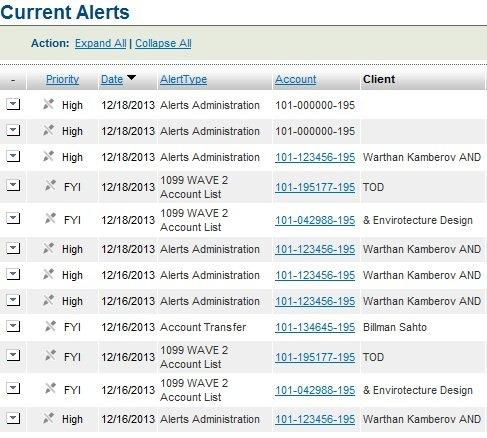 Current Alerts
Action: Expand All | Collapse All
- Priority Date AlertType Account Client
High 12/18/2013 Alerts Administration 101-000000-195
High 12/18/2013 Alerts Administration 101-000000-195
High 12/18/2013 Alerts Administration 101-123456-195 Warthan Kamberov AND
FYI 12/18/2013 1099 WAVE 2 Account List 101-195177-195 TOD
FYI 12/18/2013 1099 WAVE 2 Account List 101-042988-195 & Envirotecture Design
High 12/18/2013 Alerts Administration 101-123456-195 Warthan Kamberov AND
High 12/16/2013 Alerts Administration 101-123456-195 Warthan Kamberov AND
High 12/16/2013 Alerts Administration 101-123456-195 Warthan Kamberov AND
FYI 12/16/2013 Account Transfer 101-134645-195 Billman Sahto
FYI 12/16/2013 1099 WAVE 2 Account List 101-195177-195 TOD
FYI 12/16/2013 1099 WAVE 2 Account List 101-042988-195 & Envirotecture Design
High 12/16/2013 Alerts Administration 101-123456-195 Warthan Kamberov AND